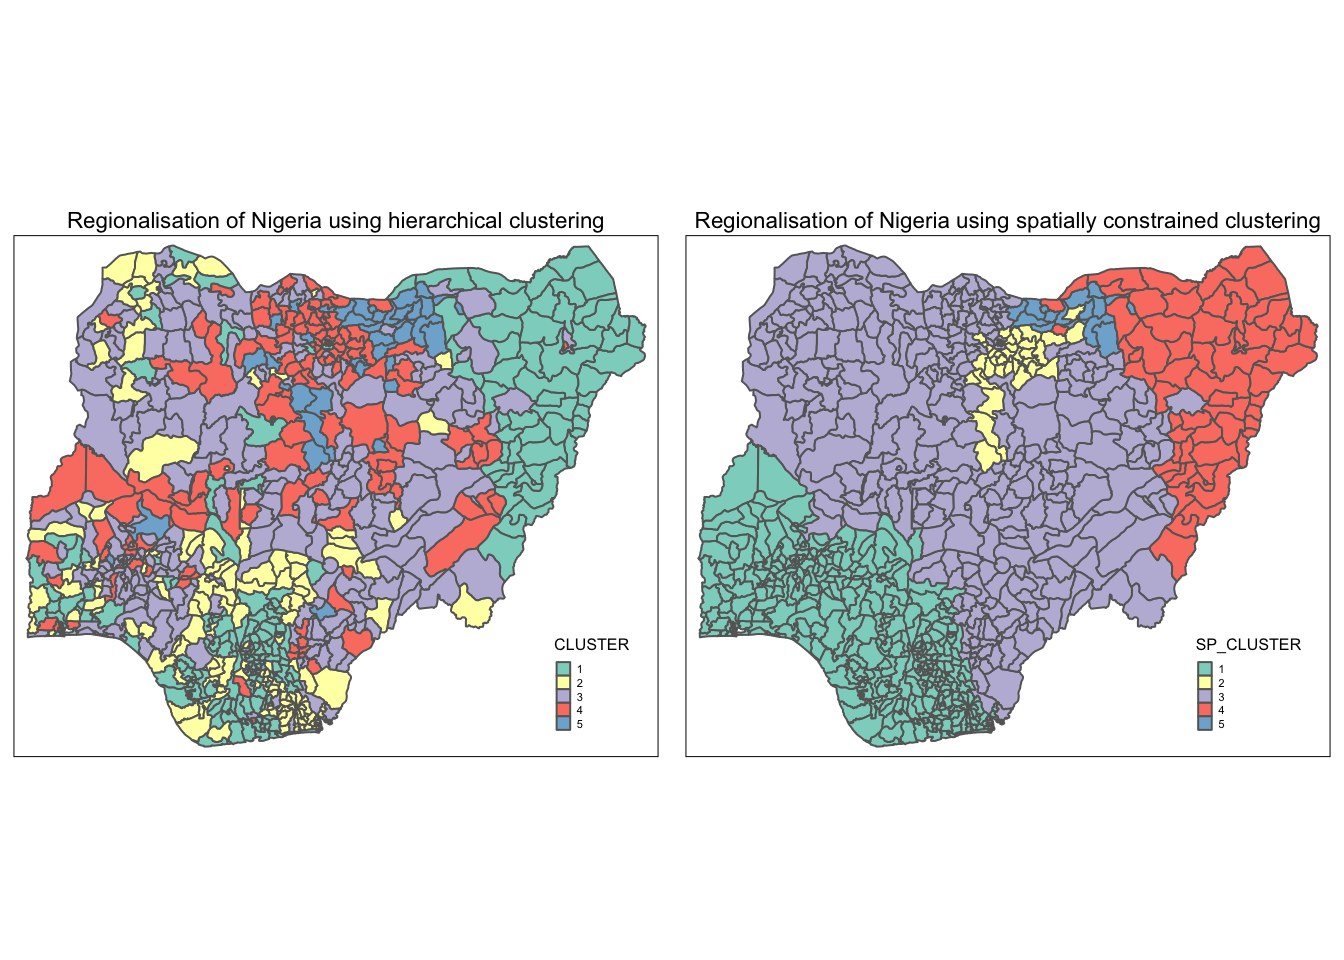 Regionalisation of Nigeria using hierarchical clustering
CLUSTER
1
2
3
4
5
Regionalisation of Nigeria using spatially constrained clustering
SP_CLUSTER
1
2
3
4
5